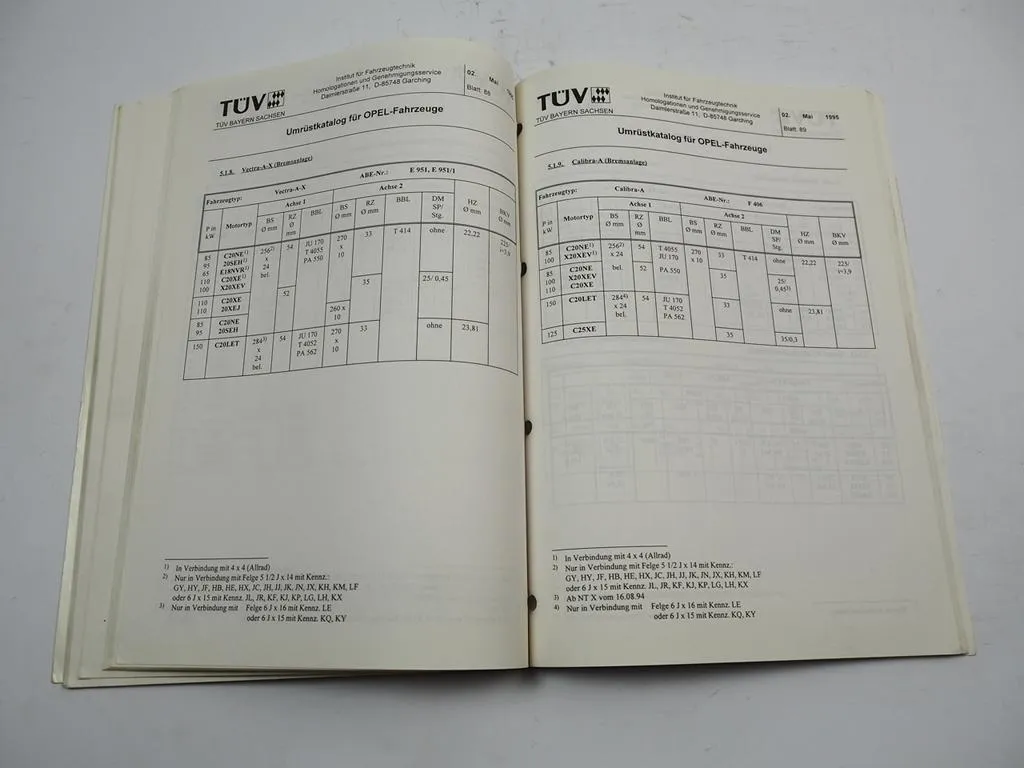 TÜV
TÜV BAYERN SACHSEN
Institut für Fahrzeugtechnik
Homologationen und Genehmigungsservice
Daimlerstraße 11, D-85748 Garching
02. Mai 1995
Blatt: 88
Umrüstkatalog für OPEL-Fahrzeuge
5.1.8. Vectra-A-X (Bremsanlage)
Fahrzeugtyp: Vectra-A-X ABE-Nr.: E 951, E 951/1
Achse 1 Achse 2
P in kW Motortyp BS Ø mm RZ Ø mm BBL BS Ø mm RZ Ø mm BBL DM SP/ Stg. HZ Ø mm BKV Ø mm
85 C20NE1) 2562) 54 JU 170 270 33 T 414 ohne 22,22 225/
95 20SEH1) x T 4055 x i=3,9
65 E18NVR1) 24 PA 550 10
110 C20XE1) bel. 35 25/ 0,45
100 X20XEV
110 C20XE 52
110 20XEJ 260 x
85 C20NE 10 33 ohne 23,81
95 20SEH
150 C20LET 2843) 54 JU 170 270
x T 4052 x
24 PA 562 10
bel.
1) In Verbindung mit 4 x 4 (Allrad)
2) Nur in Verbindung mit Felge 5 1/2 J x 14 mit Kennz.:
GY, HY, JF, HB, HE, HX, JC, JH, JJ, JK, JN, JX, KH, KM, LF
oder 6 J x 15 mit Kennz. JL, JR, KF, KJ, KP, LG, LH, KX
3) Nur in Verbindung mit Felge 6 J x 16 mit Kennz. LE
oder 6 J x 15 mit Kennz. KQ, KY
TÜV
TÜV BAYERN SACHSEN
Institut für Fahrzeugtechnik
Homologationen und Genehmigungsservice
Daimlerstraße 11, D-85748 Garching
02. Mai 1995
Blatt: 89
Umrüstkatalog für OPEL-Fahrzeuge
5.1.9. Calibra-A (Bremsanlage)
Fahrzeugtyp: Calibra-A ABE-Nr.: F 406
Achse 1 Achse 2
P in kW Motortyp BS Ø mm RZ Ø mm BBL BS Ø mm RZ Ø mm BBL DM SP/ Stg. HZ Ø mm BKV Ø mm
85 C20NE1) 2562) 54 T 4055 270 33 T 414 ohne 22,22 225/
100 X20XEV1) x 24 JU 170 x 10 i=3,9
85 C20NE bel. 52 PA 550 35 25/
100 X20XEV 0,453)
110 C20XE
150 C20LET 2844) 54 JU 170 33 ohne 23,81
x 24 T 4052
bel. PA 562
125 C25XE 35 35/0,3
1) In Verbindung mit 4 x 4 (Allrad)
2) Nur in Verbindung mit Felge 5 1/2 J x 14 mit Kennz.:
GY, HY, JF, HB, HE, HX, JC, JH, JJ, JK, JN, JX, KH, KM, LF
oder 6 J x 15 mit Kennz. JL, JR, KF, KJ, KP, LG, LH, KX
3) Ab NT X vom 16.08.94
4) Nur in Verbindung mit Felge 6 J x 16 mit Kennz. LE
oder 6 J x 15 mit Kennz. KQ, KY